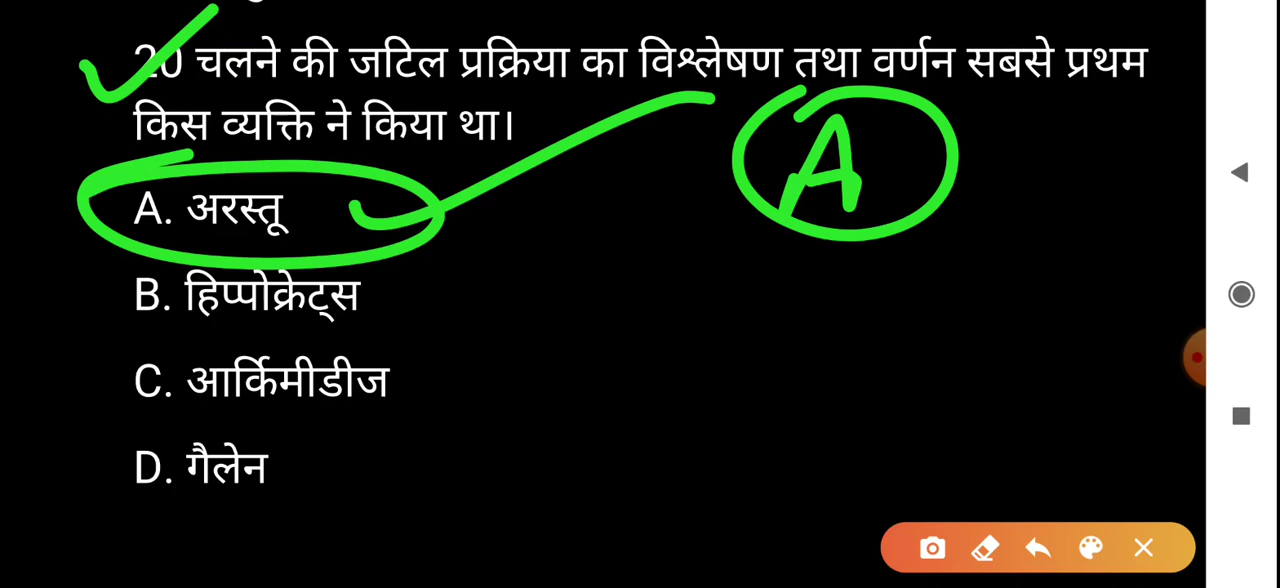 20 चलने की जटिल प्रक्रिया का विश्लेषण तथा वर्णन सबसे प्रथम
किस व्यक्ति ने किया था।
A
A. अरस्तू
B. हिप्पोक्रेट्स
C. आर्किमीडीज
D. गैलेन